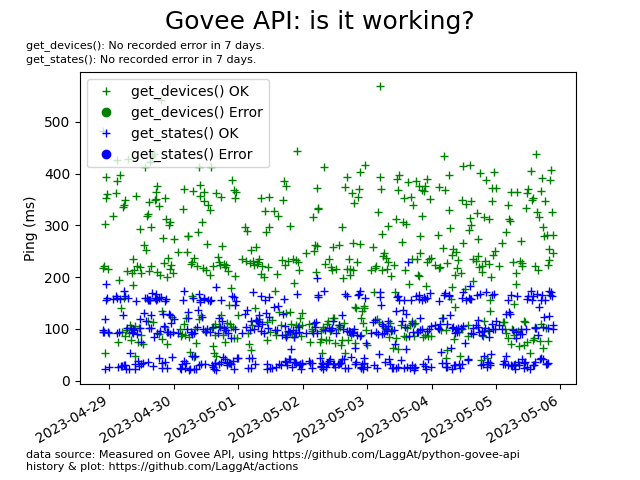 Govee API: is it working?
get_devices(): No recorded error in 7 days.
get_states(): No recorded error in 7 days.
get_devices() OK
get_devices() Error
get_states() OK
get_states() Error
Ping (ms)
500
400
300
200
100
0
2023-04-29
2023-04-30
2023-05-01
2023-05-02
2023-05-03
2023-05-04
2023-05-05
2023-05-06
data source: Measured on Govee API, using https://github.com/LaggAt/python-govee-api
history & plot: https://github.com/LaggAt/actions